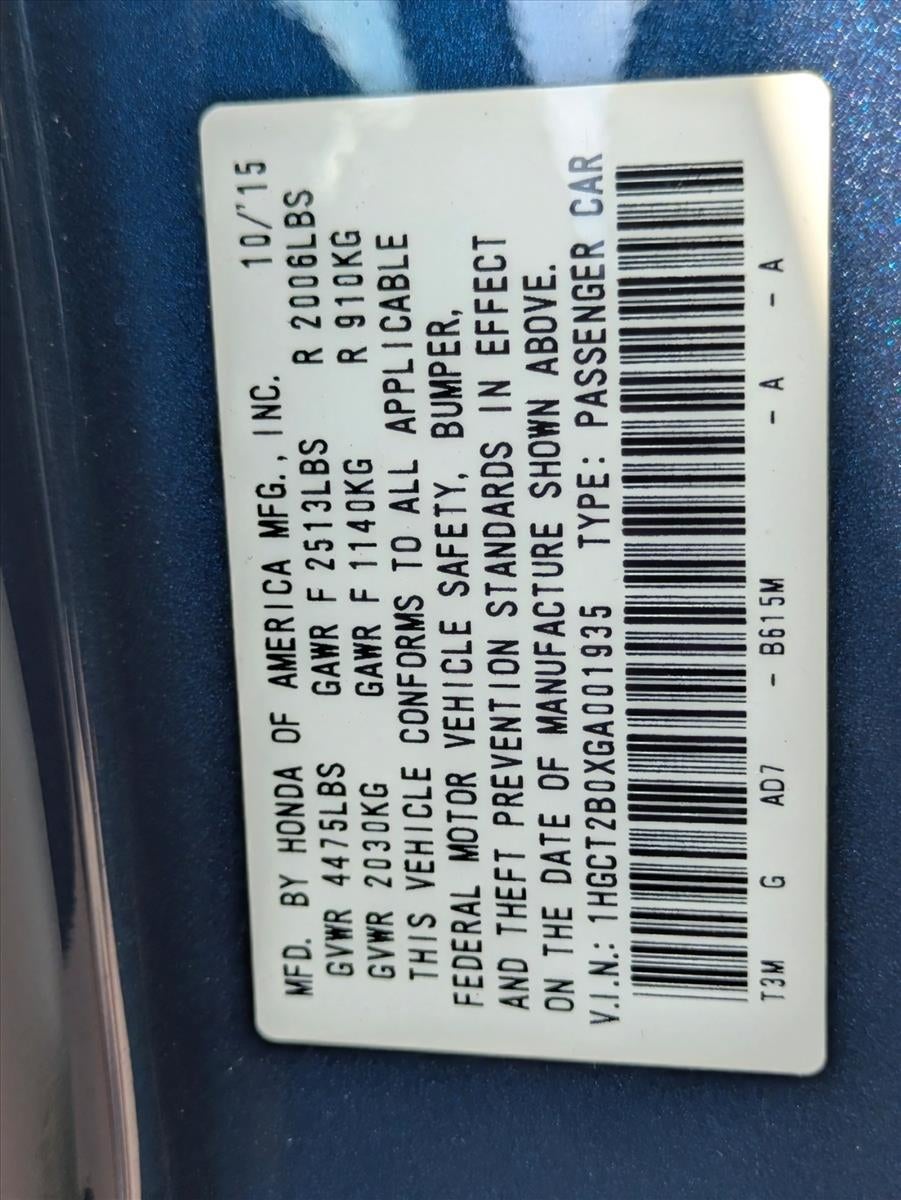 MFD. BY HONDA OF AMERICA MFG., INC. 10/'15
GVWR 4475LBS GAWR F 2513LBS R 2006LBS
GVWR 2030KG GAWR F 1140KG R 910KG
THIS VEHICLE CONFORMS TO ALL APPLICABLE
FEDERAL MOTOR VEHICLE SAFETY, BUMPER,
AND THEFT PREVENTION STANDARDS IN EFFECT
ON THE DATE OF MANUFACTURE SHOWN ABOVE.
V.I.N.: 1HGCT2B0XGA001935 TYPE: PASSENGER CAR
T3M G AD7 - B615M - A - A